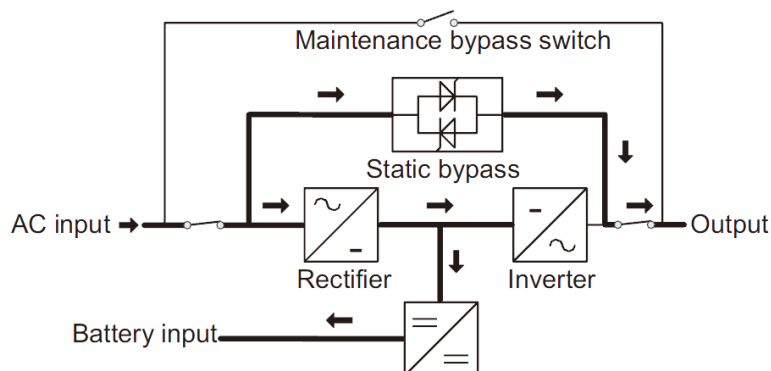 Maintenance bypass switch
Static bypass
AC input
Output
Rectifier
Inverter
Battery input